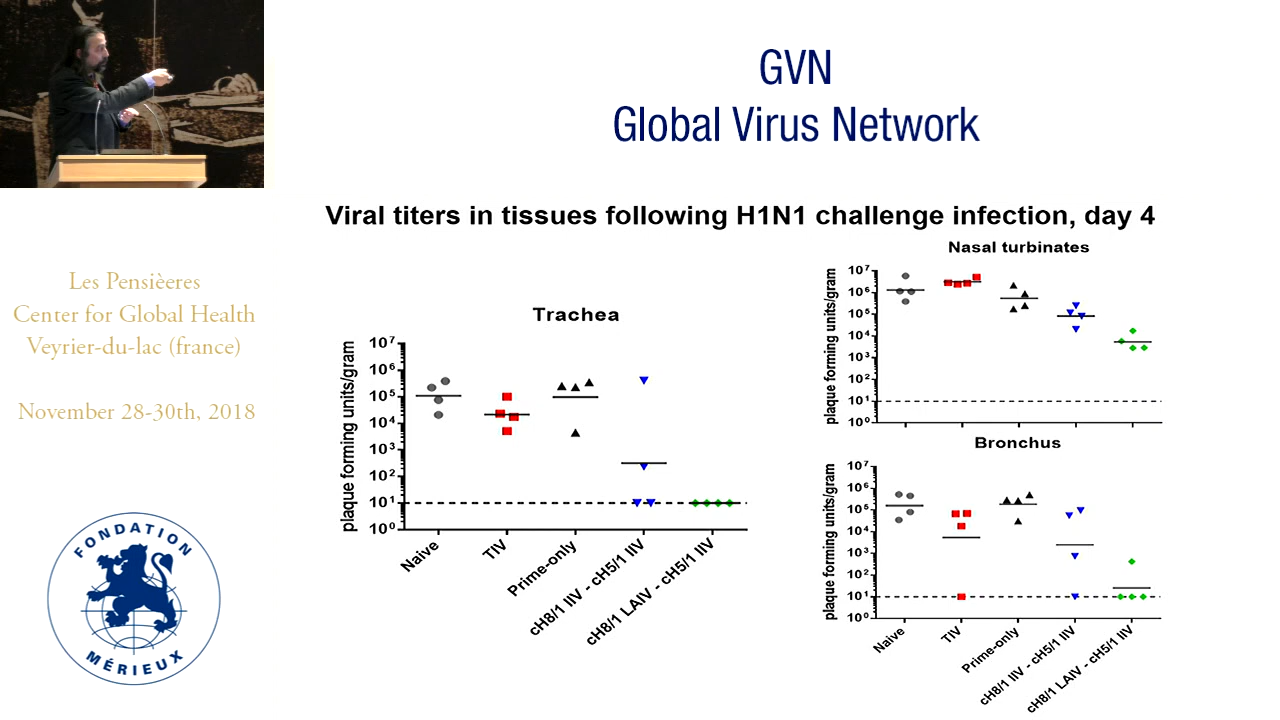 GVN
Global Virus Network
Les Pensièeres
Center for Global Health
Veyrier-du-lac (france)
November 28-30th, 2018
FONDATION
MÉRIEUX
Viral titers in tissues following H1N1 challenge infection, day 4
Trachea
plaque forming units/gram
10⁷
10⁶
10⁵
10⁴
10³
10²
10¹
10⁰
Naive
TIV
Prime-only
cH8/1 IIV - cH5/1 IIV
cH8/1 LAIV - cH5/1 IIV
Nasal turbinates
plaque forming units/gram
10⁷
10⁶
10⁵
10⁴
10³
10²
10¹
10⁰
Bronchus
plaque forming units/gram
10⁷
10⁶
10⁵
10⁴
10³
10²
10¹
10⁰
Naive
TIV
Prime-only
cH8/1 IIV - cH5/1 IIV
cH8/1 LAIV - cH5/1 IIV